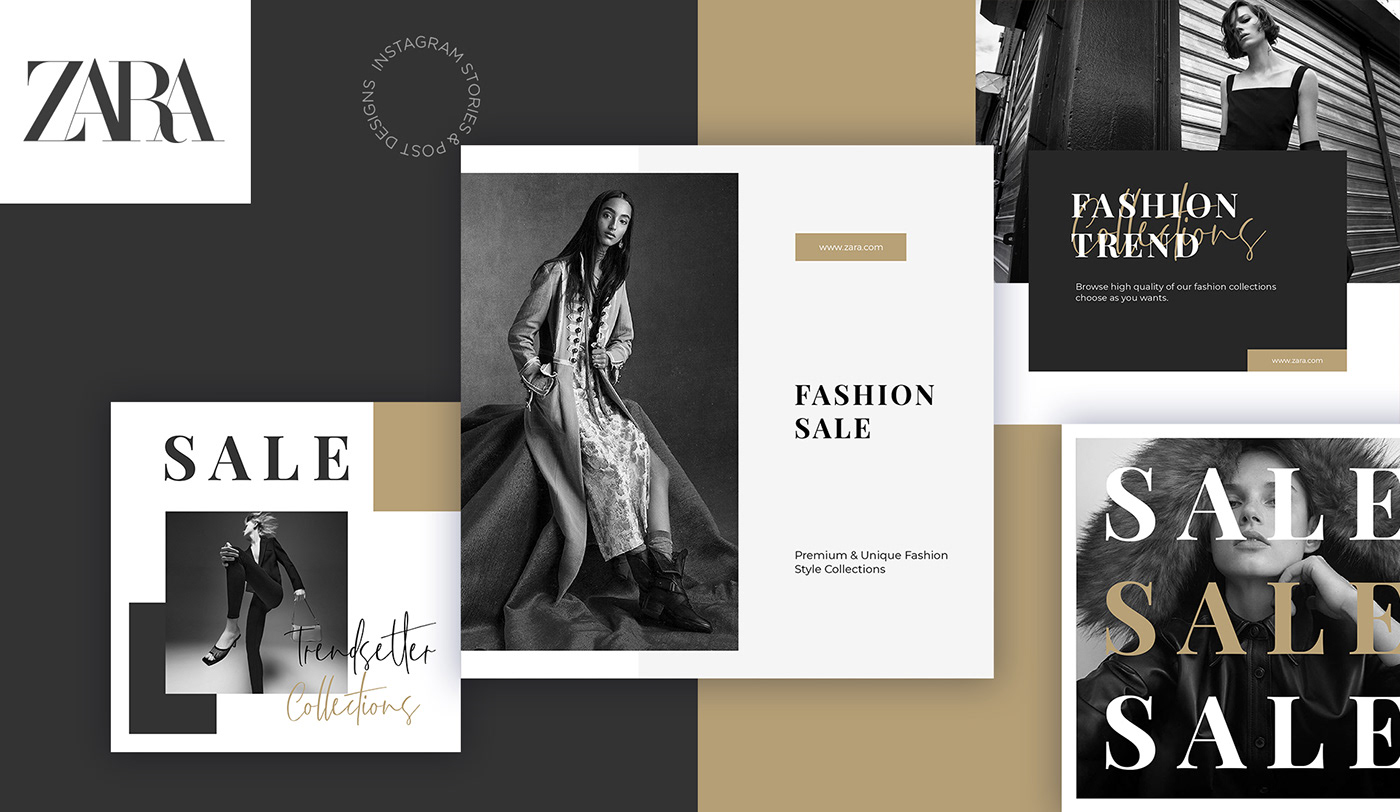 ZARA
INSTAGRAM STORIES & POST DESIGNS
www.zara.com
FASHION
SALE
Premium & Unique Fashion
Style Collections
SALE
Trendsetter
Collections
FASHION
Collections
TREND
Browse high quality of our fashion collections
choose as you wants.
www.zara.com
SALE
SALE
SALE